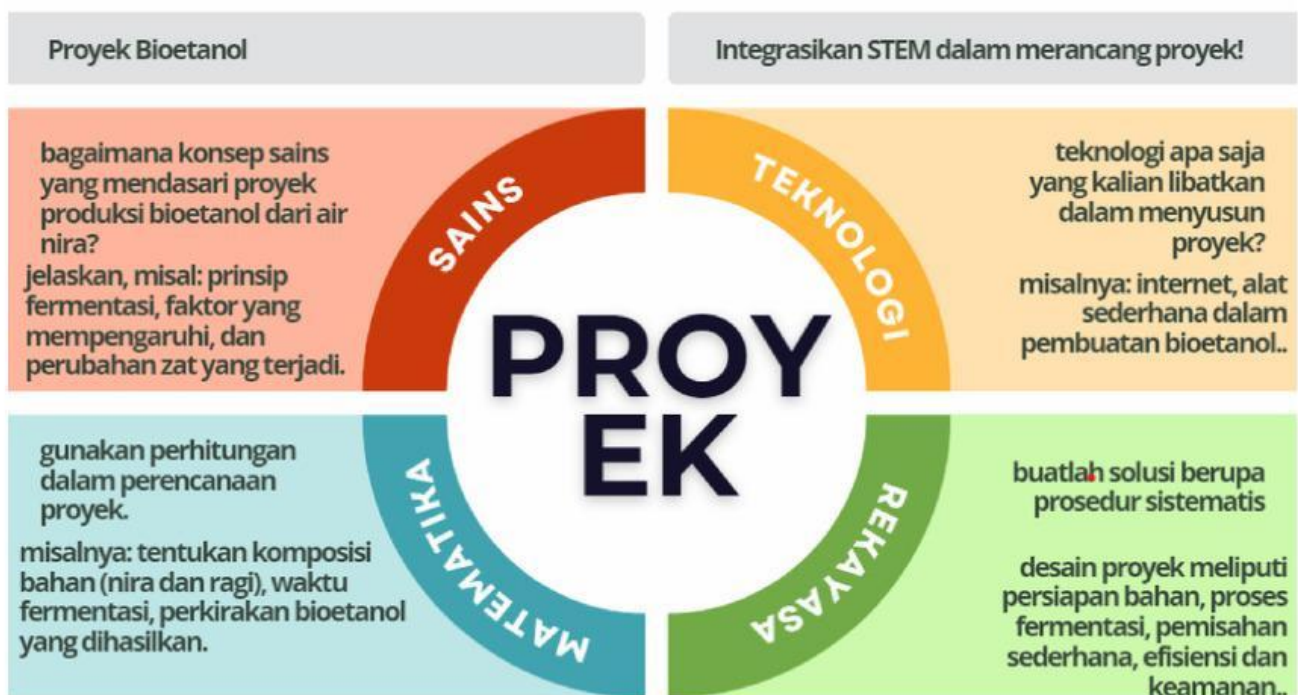 Proyek Bioetanol
Integrasikan STEM dalam merancang proyek!
bagaimana konsep sains
yang mendasari proyek
produksi bioetanol dari air
nira?
jelaskan, misal: prinsip
fermentasi, faktor yang
mempengaruhi, dan
perubahan zat yang terjadi.
SAINS
TEKNOLOGI
teknologi apa saja
yang kalian libatkan
dalam menyusun
proyek?
misalnya: internet, alat
sederhana dalam
pembuatan bioetanol..
PROY
EK
gunakan perhitungan
dalam perencanaan
proyek.
misalnya: tentukan komposisi
bahan (nira dan ragi), waktu
fermentasi, perkirakan bioetanol
yang dihasilkan.
MATEMATIKA
REKAYASA
buatlah solusi berupa
prosedur sistematis
desain proyek meliputi
persiapan bahan, proses
fermentasi, pemisahan
sederhana, efisiensi dan
keamanan..